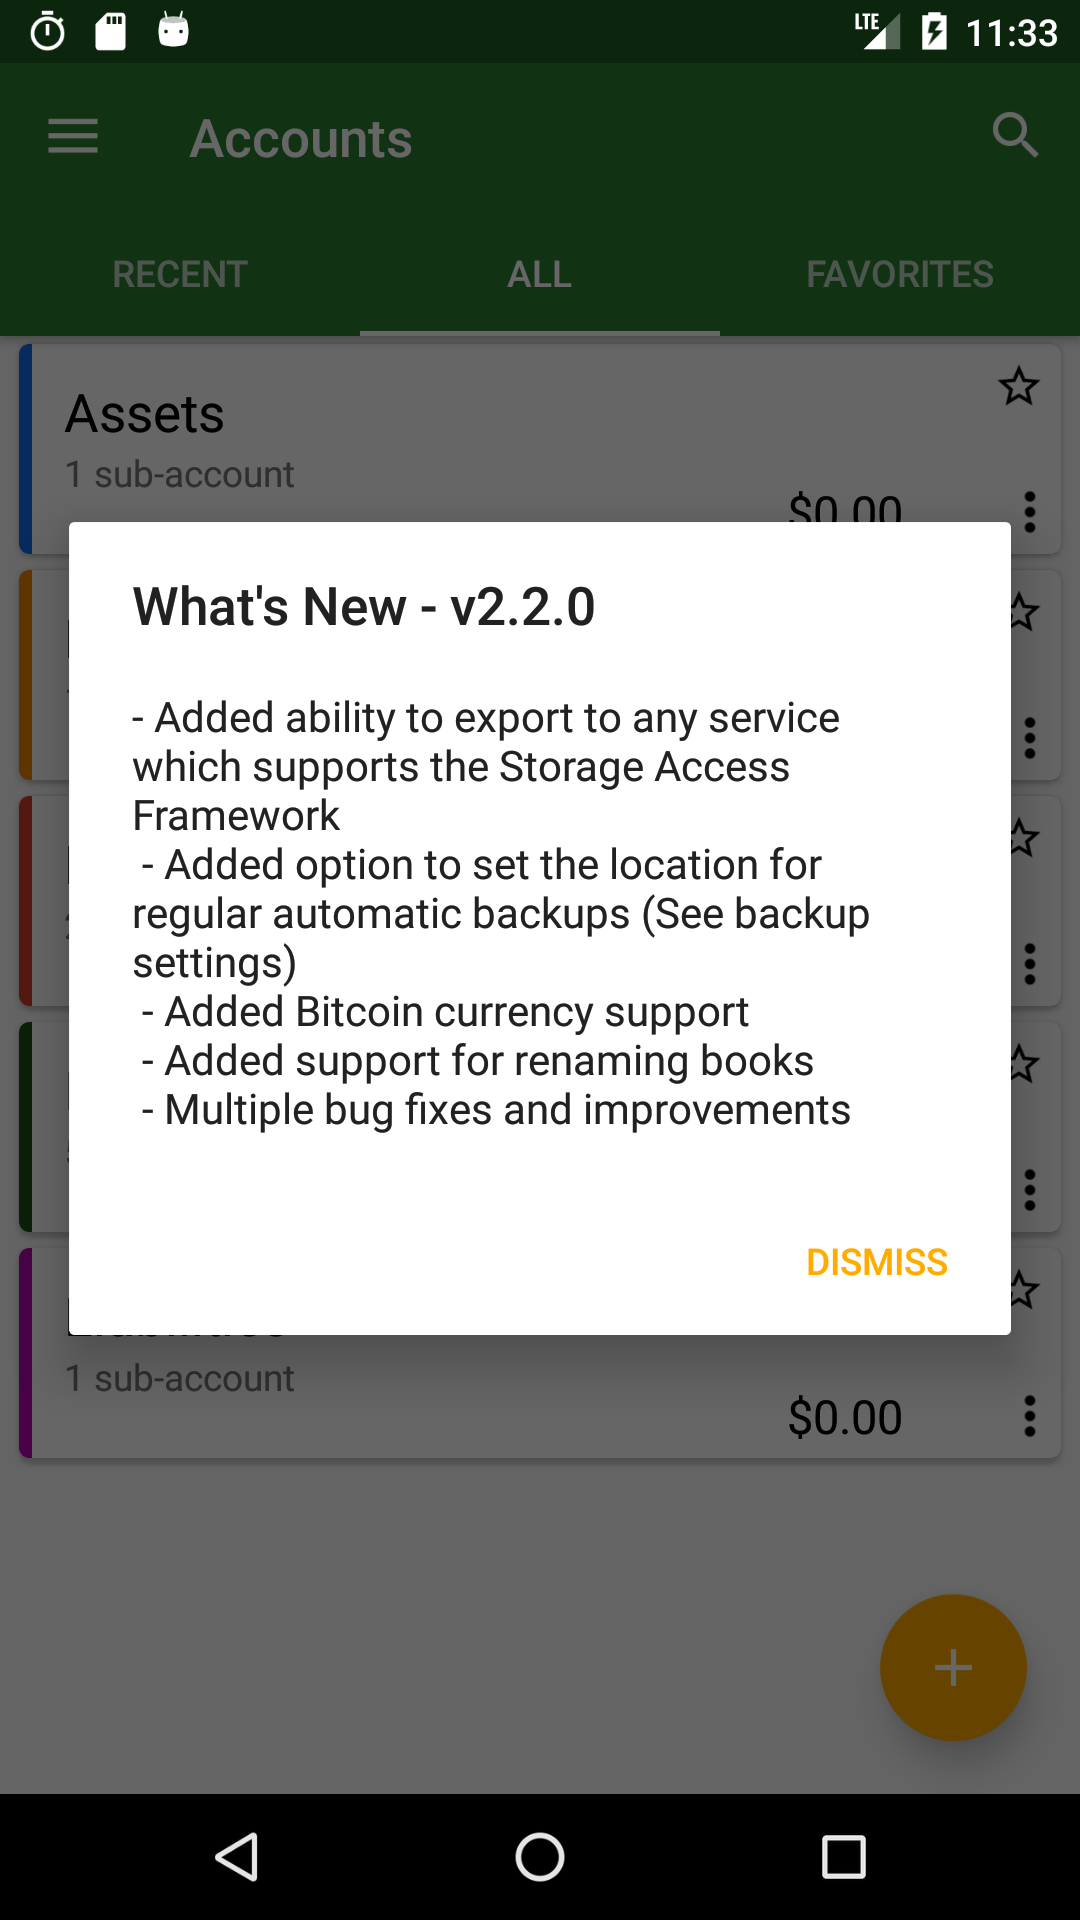 LTE 11:33
Accounts
RECENT ALL FAVORITES
Assets
1 sub-account
$0.00
What's New - v2.2.0
- Added ability to export to any service
which supports the Storage Access
Framework
- Added option to set the location for
regular automatic backups (See backup
settings)
- Added Bitcoin currency support
- Added support for renaming books
- Multiple bug fixes and improvements
DISMISS
1 sub-account
$0.00